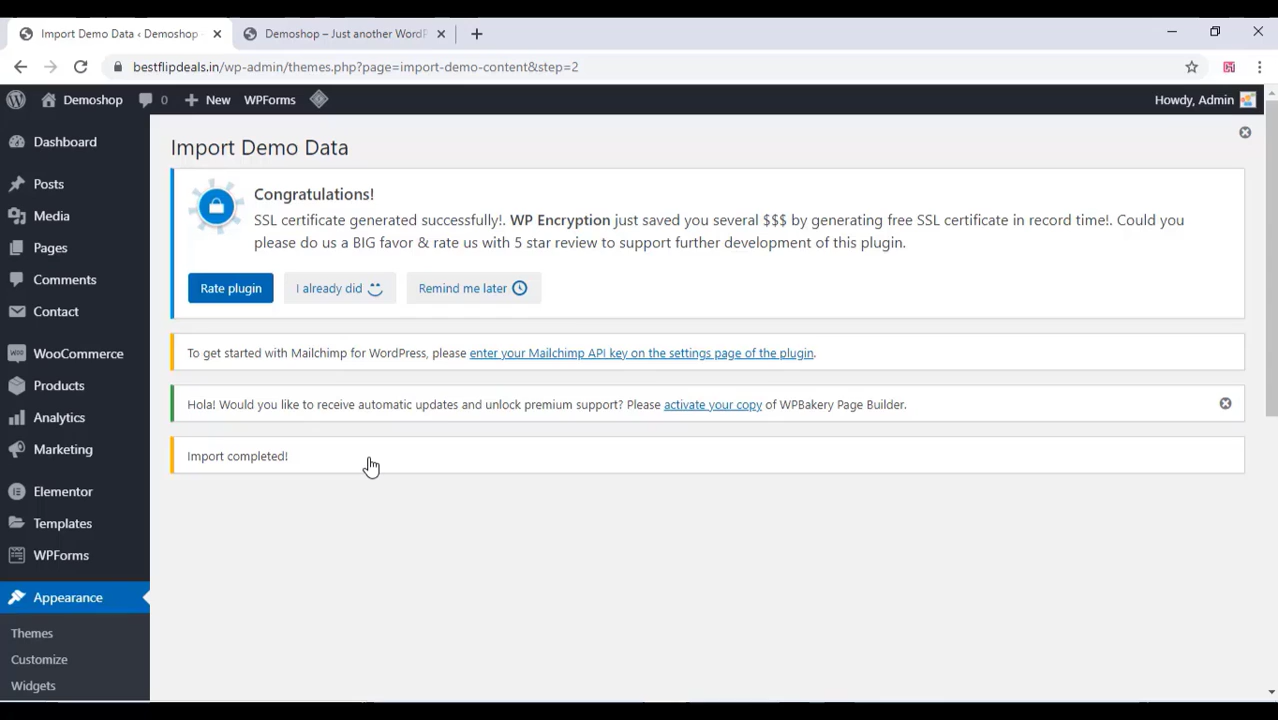 Import Demo Data ‹ Demoshop
Demoshop – Just another WordP
bestflipdeals.in/wp-admin/themes.php?page=import-demo-content&step=2
Demoshop
0
New
WPForms
Howdy, Admin
Dashboard
Posts
Media
Pages
Comments
Contact
WooCommerce
Products
Analytics
Marketing
Elementor
Templates
WPForms
Appearance
Themes
Customize
Widgets
Import Demo Data
Congratulations!
SSL certificate generated successfully!. WP Encryption just saved you several $$$ by generating free SSL certificate in record time!. Could you
please do us a BIG favor & rate us with 5 star review to support further development of this plugin.
Rate plugin
I already did
Remind me later
To get started with Mailchimp for WordPress, please enter your Mailchimp API key on the settings page of the plugin.
Hola! Would you like to receive automatic updates and unlock premium support? Please activate your copy of WPBakery Page Builder.
Import completed!